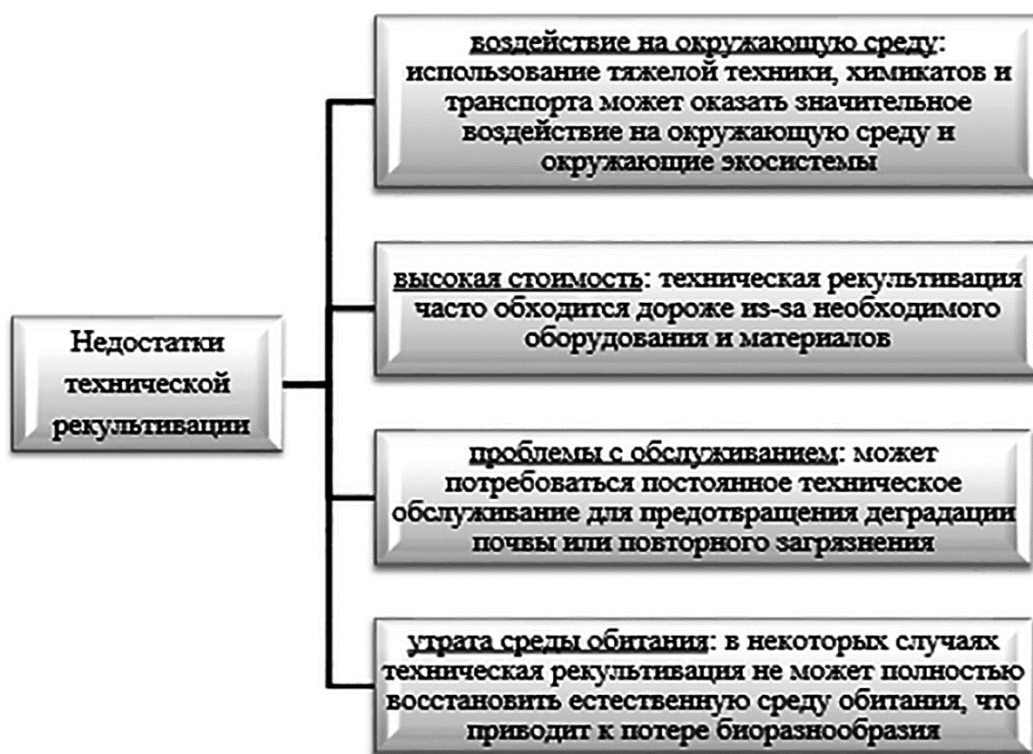 Недостатки
технической
рекультивации
воздействие на окружающую среду:
использование тяжелой техники, химикатов и
транспорта может оказать значительное
воздействие на окружающую среду и
окружающие экосистемы
высокая стоимость: техническая рекультивация
часто обходится дороже из-за необходимого
оборудования и материалов
проблемы с обслуживанием: может
потребоваться постоянное техническое
обслуживание для предотвращения деградации
почвы или повторного загрязнения
утрата среды обитания: в некоторых случаях
техническая рекультивация не может полностью
восстановить естественную среду обитания, что
приводит к потере биоразнообразия